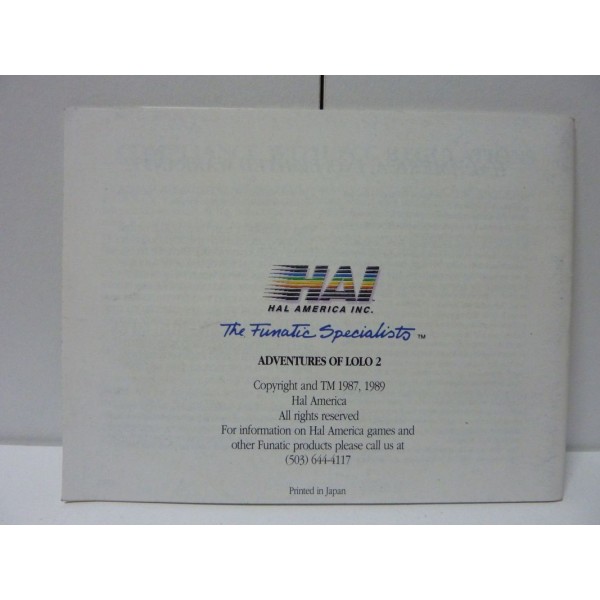 HAL
HAL AMERICA INC.
The Funatic Specialists ™
ADVENTURES OF LOLO 2
Copyright and TM 1987, 1989
Hal America
All rights reserved
For information on Hal America games and
other Funatic products please call us at
(503) 644-4117
Printed in Japan